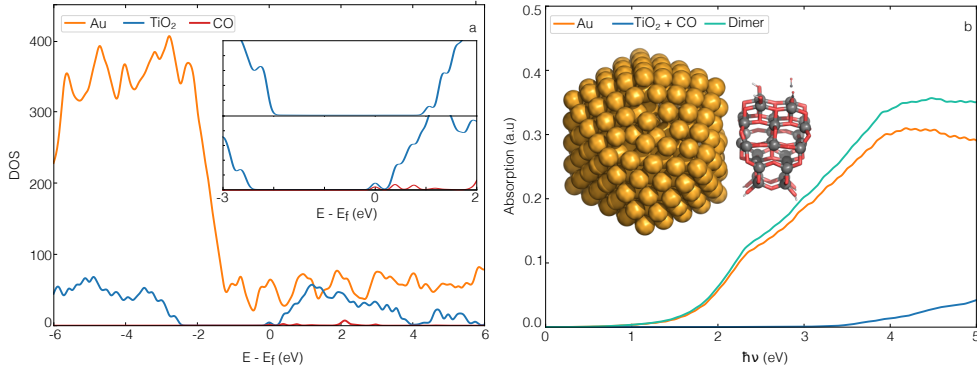 Au TiO₂ CO
a
DOS
400
300
200
100
0
-6 -4 -2 0 2 4 6
E - E_f (eV)
-3 0 2
E - E_f (eV)
Au TiO₂ + CO Dimer
b
Absorption (a.u)
0.5
0.4
0.3
0.2
0.1
0.0
0 1 2 3 4 5
ħν (eV)